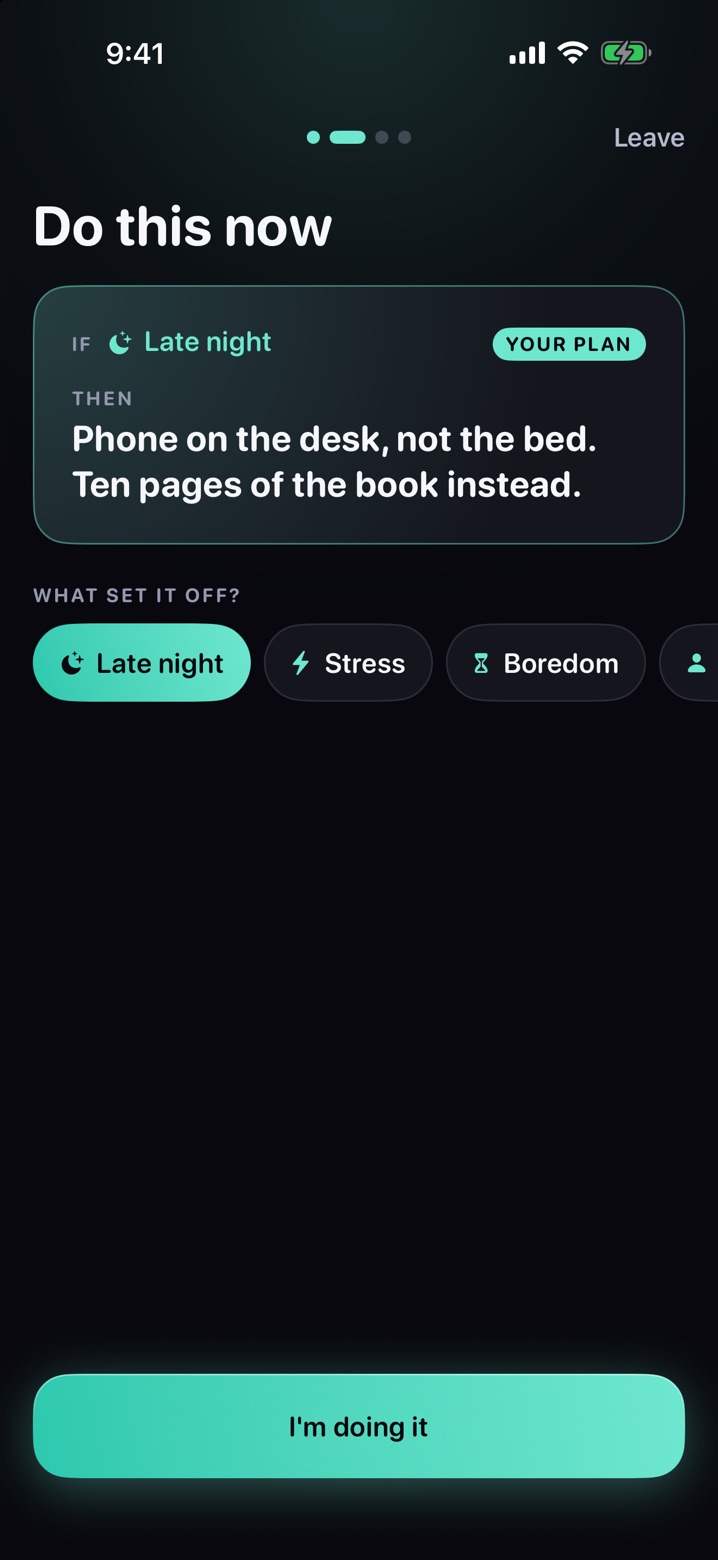 9:41
Leave
Do this now
IF Late night YOUR PLAN
THEN
Phone on the desk, not the bed.
Ten pages of the book instead.
WHAT SET IT OFF?
Late night Stress Boredom
I'm doing it